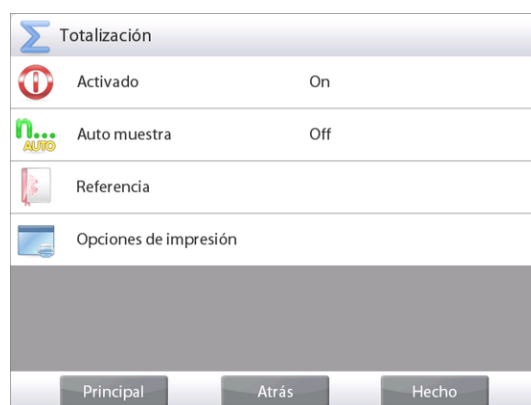 Totalización
Activado On
n... AUTO
Auto muestra Off
Referencia
Opciones de impresión
Principal Atrás Hecho